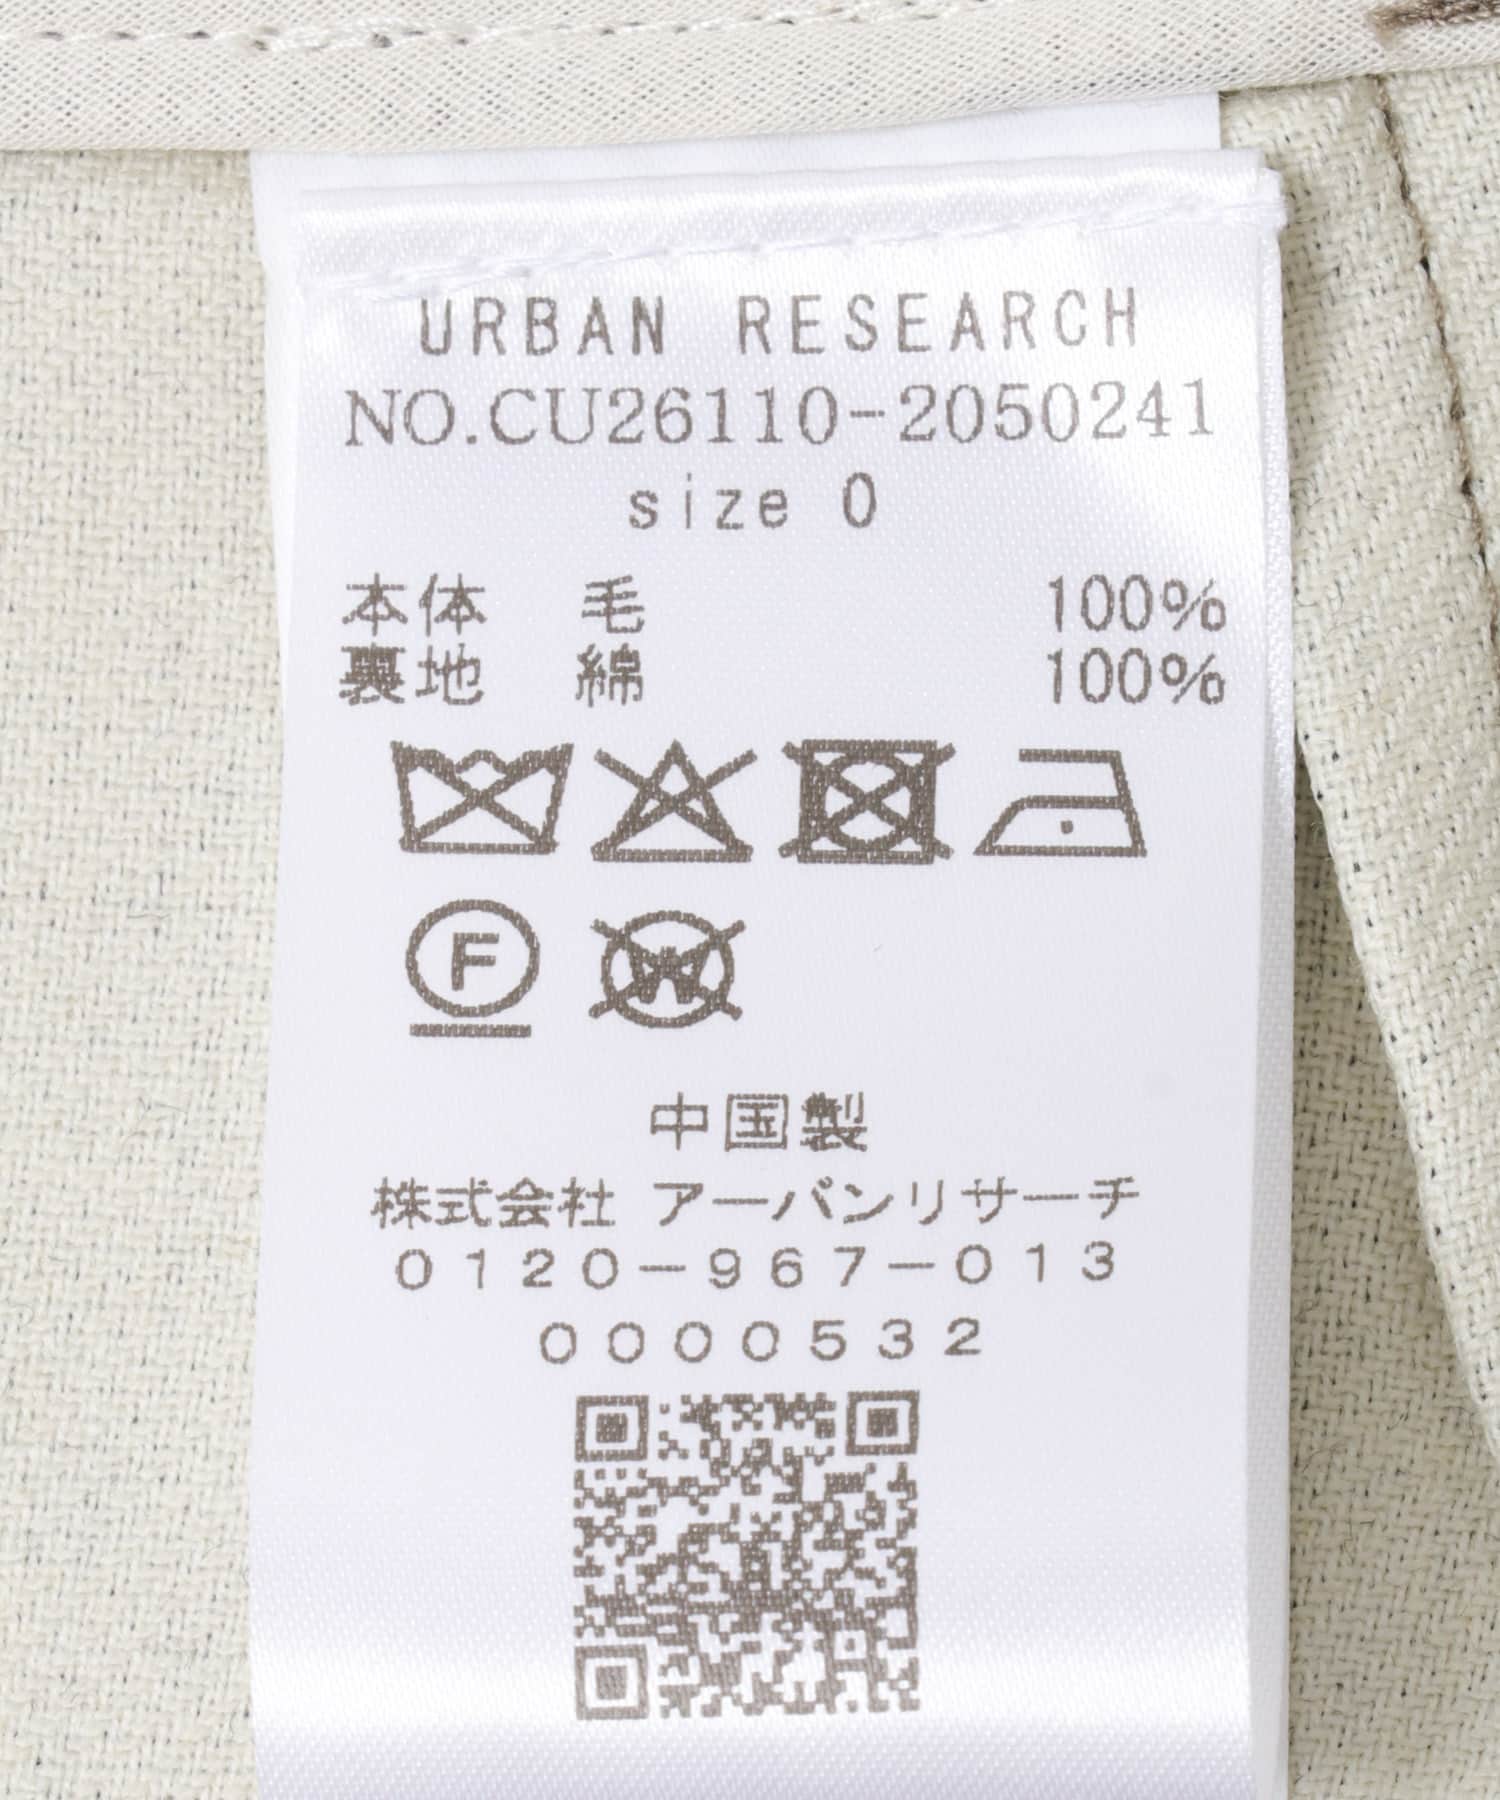 URBAN RESEARCH
NO.CU26110-2050241
size 0
本体 毛 100%
裏地 綿 100%
F
W
中国製
株式会社 アーバンリサーチ
0120-967-013
0000532